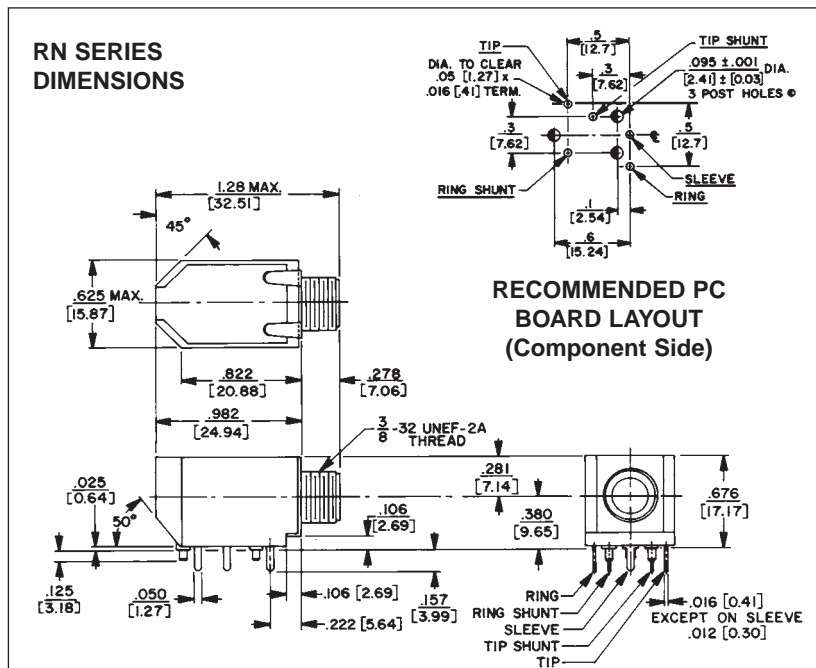 RN SERIES
DIMENSIONS
TIP
DIA. TO CLEAR
.05 [1.27] x
.016 [.41] TERM.
.5
[12.7]
.3
[7.62]
TIP SHUNT
.095 ±.001
[2.41] ± [0.03] DIA.
3 POST HOLES
.3
[7.62]
.5
[12.7]
RING SHUNT
SLEEVE
RING
.1
[2.54]
.6
[15.24]
RECOMMENDED PC
BOARD LAYOUT
(Component Side)
1.28 MAX.
[32.51]
45°
.625 MAX.
[15.87]
.822
[20.88]
.278
[7.06]
.982
[24.94]
3/8 -32 UNEF-2A
THREAD
.025
[0.64]
50°
.281
[7.14]
.106
[2.69]
.380
[9.65]
.676
[17.17]
.125
[3.18]
.050
[1.27]
.106 [2.69]
.222 [5.64]
.157
[3.99]
RING
RING SHUNT
SLEEVE
TIP SHUNT
TIP
.016 [0.41]
EXCEPT ON SLEEVE
.012 [0.30]